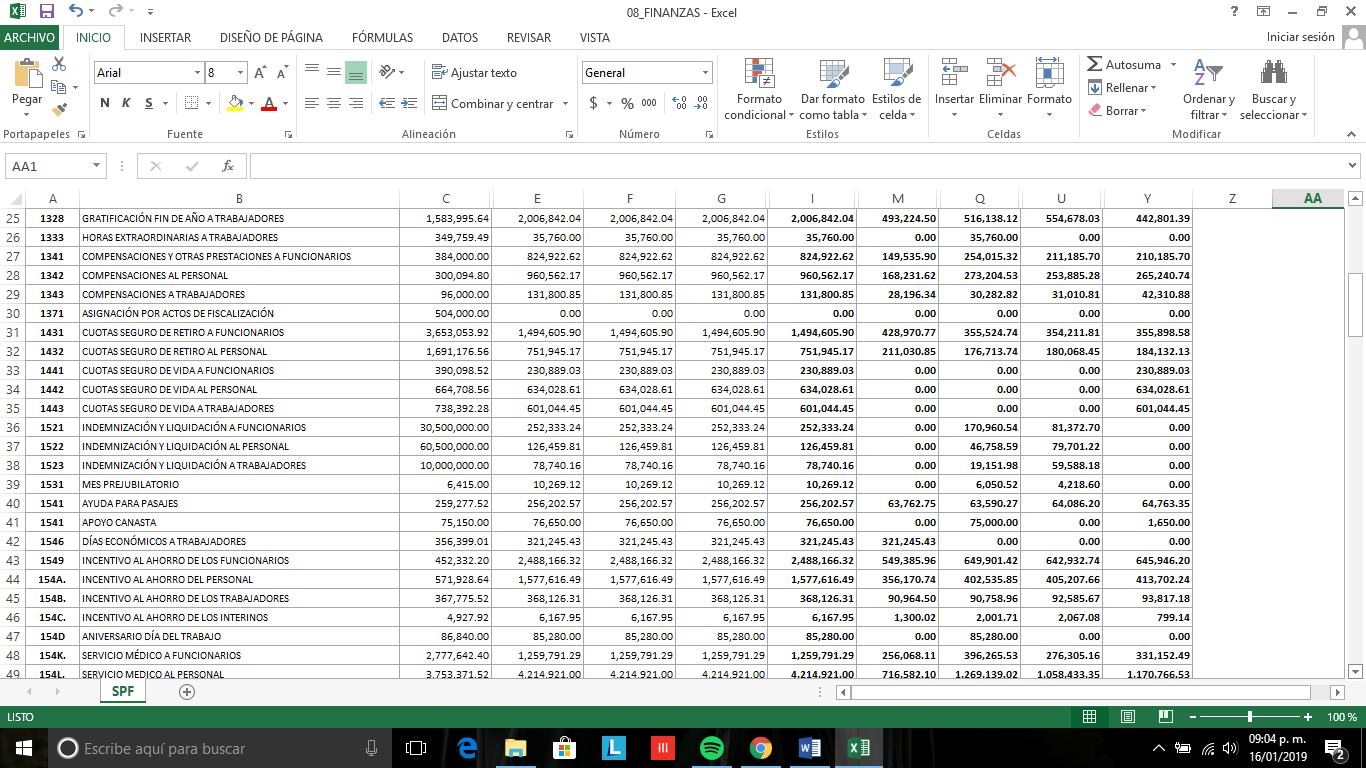 08_FINANZAS - Excel
ARCHIVO INICIO INSERTAR DISEÑO DE PÁGINA FÓRMULAS DATOS REVISAR VISTA Iniciar sesión
Pegar Arial 8 Ajustar texto General Formato condicional Dar formato como tabla Estilos de celda Insertar Eliminar Formato Autosuma Rellenar Borrar Ordenar y filtrar Buscar y seleccionar
N K S Combinar y centrar $ % 000
Portapapeles Fuente Alineación Número Estilos Celdas Modificar
AA1 fx
A B C E F G I M Q U Y Z AA
25 1328 GRATIFICACIÓN FIN DE AÑO A TRABAJADORES 1,583,995.64 2,006,842.04 2,006,842.04 2,006,842.04 2,006,842.04 493,224.50 516,138.12 554,678.03 442,801.39
26 1333 HORAS EXTRAORDINARIAS A TRABAJADORES 349,759.49 35,760.00 35,760.00 35,760.00 35,760.00 0.00 35,760.00 0.00 0.00
27 1341 COMPENSACIONES Y OTRAS PRESTACIONES A FUNCIONARIOS 384,000.00 824,922.62 824,922.62 824,922.62 824,922.62 149,535.90 254,015.32 211,185.70 210,185.70
28 1342 COMPENSACIONES AL PERSONAL 300,094.80 960,562.17 960,562.17 960,562.17 960,562.17 168,231.62 273,204.53 253,885.28 265,240.74
29 1343 COMPENSACIONES A TRABAJADORES 96,000.00 131,800.85 131,800.85 131,800.85 131,800.85 28,196.34 30,282.82 31,010.81 42,310.88
30 1371 ASIGNACIÓN POR ACTOS DE FISCALIZACIÓN 504,000.00 0.00 0.00 0.00 0.00 0.00 0.00 0.00 0.00
31 1431 CUOTAS SEGURO DE RETIRO A FUNCIONARIOS 3,653,053.92 1,494,605.90 1,494,605.90 1,494,605.90 1,494,605.90 428,970.77 355,524.74 354,211.81 355,898.58
32 1432 CUOTAS SEGURO DE RETIRO AL PERSONAL 1,691,176.56 751,945.17 751,945.17 751,945.17 751,945.17 211,030.85 176,713.74 180,068.45 184,132.13
33 1441 CUOTAS SEGURO DE VIDA A FUNCIONARIOS 390,098.52 230,889.03 230,889.03 230,889.03 230,889.03 0.00 0.00 0.00 230,889.03
34 1442 CUOTAS SEGURO DE VIDA AL PERSONAL 664,708.56 634,028.61 634,028.61 634,028.61 634,028.61 0.00 0.00 0.00 634,028.61
35 1443 CUOTAS SEGURO DE VIDA A TRABAJADORES 738,392.28 601,044.45 601,044.45 601,044.45 601,044.45 0.00 0.00 0.00 601,044.45
36 1521 INDEMNIZACIÓN Y LIQUIDACIÓN A FUNCIONARIOS 30,500,000.00 252,333.24 252,333.24 252,333.24 252,333.24 0.00 170,960.54 81,372.70 0.00
37 1522 INDEMNIZACIÓN Y LIQUIDACIÓN AL PERSONAL 60,500,000.00 126,459.81 126,459.81 126,459.81 126,459.81 0.00 46,758.59 79,701.22 0.00
38 1523 INDEMNIZACIÓN Y LIQUIDACIÓN A TRABAJADORES 10,000,000.00 78,740.16 78,740.16 78,740.16 78,740.16 0.00 19,151.98 59,588.18 0.00
39 1531 MES PREJUBILATORIO 6,415.00 10,269.12 10,269.12 10,269.12 10,269.12 0.00 6,050.52 4,218.60 0.00
40 1541 AYUDA PARA PASAJES 259,277.52 256,202.57 256,202.57 256,202.57 256,202.57 63,762.75 63,590.27 64,086.20 64,763.35
41 1541 APOYO CANASTA 75,150.00 76,650.00 76,650.00 76,650.00 76,650.00 0.00 75,000.00 0.00 1,650.00
42 1546 DÍAS ECONÓMICOS A TRABAJADORES 356,399.01 321,245.43 321,245.43 321,245.43 321,245.43 321,245.43 0.00 0.00 0.00
43 1549 INCENTIVO AL AHORRO DE LOS FUNCIONARIOS 452,332.20 2,488,166.32 2,488,166.32 2,488,166.32 2,488,166.32 549,385.96 649,901.42 642,932.74 645,946.20
44 154A. INCENTIVO AL AHORRO DEL PERSONAL 571,928.64 1,577,616.49 1,577,616.49 1,577,616.49 1,577,616.49 356,170.74 402,535.85 405,207.66 413,702.24
45 154B. INCENTIVO AL AHORRO DE LOS TRABAJADORES 367,775.52 368,126.31 368,126.31 368,126.31 368,126.31 90,964.50 90,758.96 92,585.67 93,817.18
46 154C. INCENTIVO AL AHORRO DE LOS INTERINOS 4,927.92 6,167.95 6,167.95 6,167.95 6,167.95 1,300.02 2,001.71 2,067.08 799.14
47 154D ANIVERSARIO DÍA DEL TRABAJO 86,840.00 85,280.00 85,280.00 85,280.00 85,280.00 0.00 85,280.00 0.00 0.00
48 154K. SERVICIO MÉDICO A FUNCIONARIOS 2,777,642.40 1,259,791.29 1,259,791.29 1,259,791.29 1,259,791.29 256,068.11 396,265.53 276,305.16 331,152.49
49 154L. SERVICIO MEDICO AL PERSONAL 3,753,371.52 4,214,921.00 4,214,921.00 4,214,921.00 4,214,921.00 716,582.10 1,269,139.02 1,058,433.35 1,170,766.53
SPF
LISTO 100 %
Escribe aquí para buscar 09:04 p. m.
16/01/2019 2